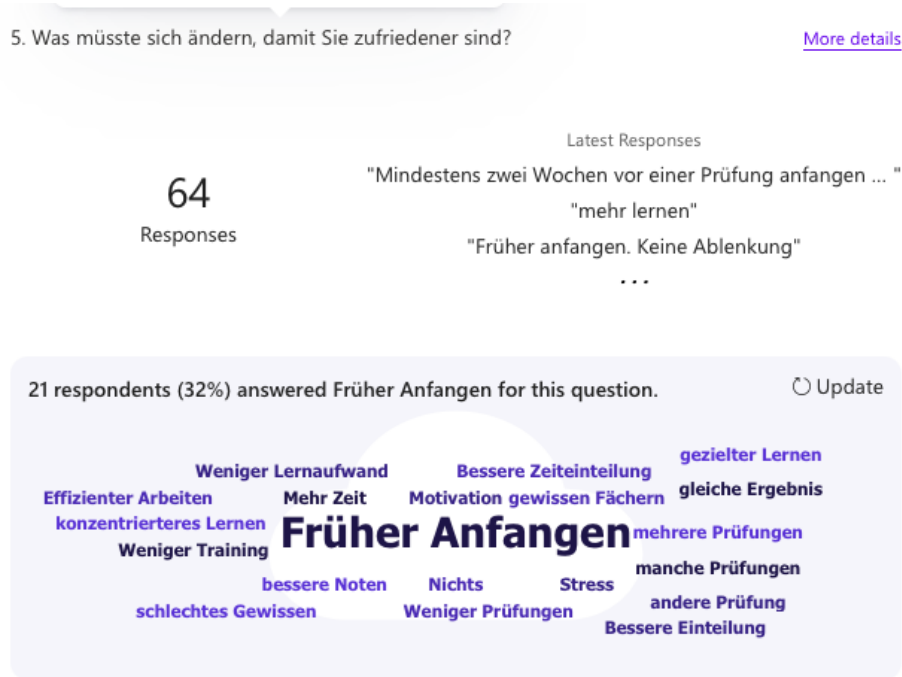 5. Was müsste sich ändern, damit Sie zufriedener sind?
More details
Latest Responses
64
Responses
"Mindestens zwei Wochen vor einer Prüfung anfangen ... "
"mehr lernen"
"Früher anfangen. Keine Ablenkung"
...
21 respondents (32%) answered Früher Anfangen for this question.
Update
gezielter Lernen
Weniger Lernaufwand
Bessere Zeiteinteilung
gleiche Ergebnis
Effizienter Arbeiten
Mehr Zeit
Motivation
gewissen Fächern
konzentrierteres Lernen
Früher Anfangen
mehrere Prüfungen
Weniger Training
manche Prüfungen
bessere Noten
Nichts
Stress
andere Prüfung
schlechtes Gewissen
Weniger Prüfungen
Bessere Einteilung